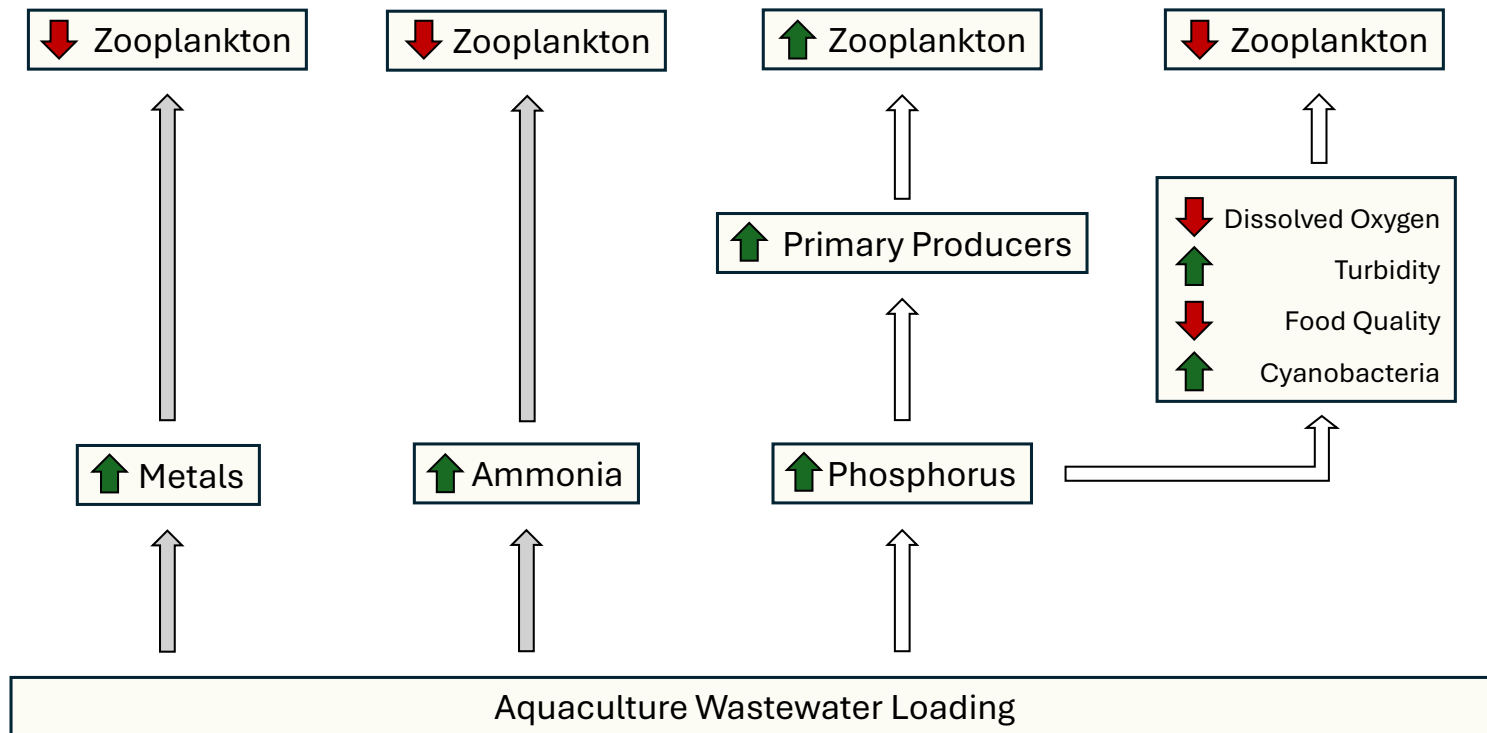 Zooplankton
Zooplankton
Zooplankton
Zooplankton
Primary Producers
Dissolved Oxygen
Turbidity
Food Quality
Cyanobacteria
Metals
Ammonia
Phosphorus
Aquaculture Wastewater Loading